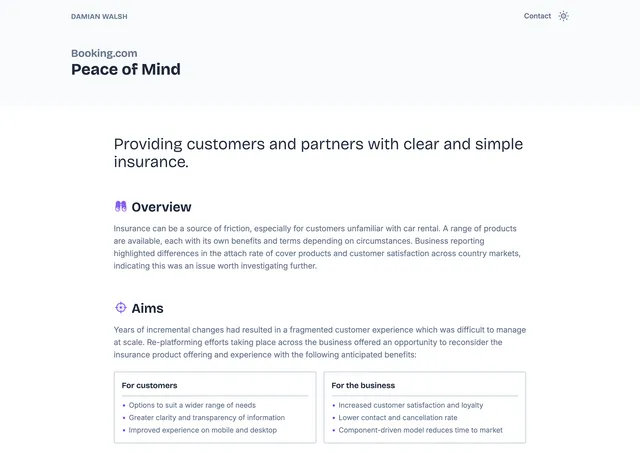 DAMIAN WALSH
Contact
Booking.com
Peace of Mind
Providing customers and partners with clear and simple
insurance.
Overview
Insurance can be a source of friction, especially for customers unfamiliar with car rental. A range of products
are available, each with its own benefits and terms depending on circumstances. Business reporting
highlighted differences in the attach rate of cover products and customer satisfaction across country markets,
indicating this was an issue worth investigating further.
Aims
Years of incremental changes had resulted in a fragmented customer experience which was difficult to manage
at scale. Re-platforming efforts taking place across the business offered an opportunity to reconsider the
insurance product offering and experience with the following anticipated benefits:
For customers
• Options to suit a wider range of needs
• Greater clarity and transparency of information
• Improved experience on mobile and desktop
For the business
• Increased customer satisfaction and loyalty
• Lower contact and cancellation rate
• Component-driven model reduces time to market